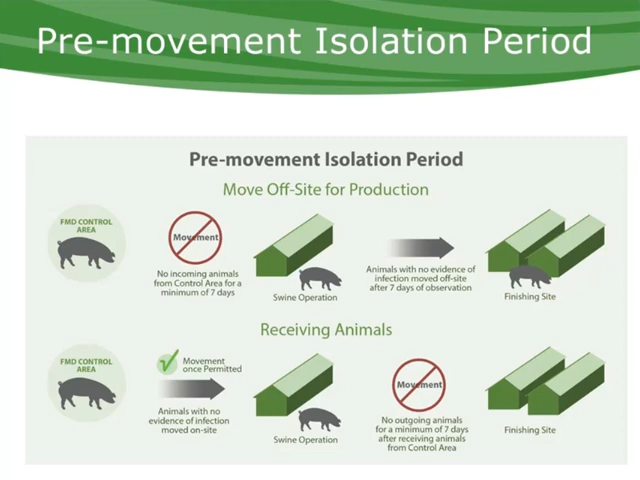 Pre-movement Isolation Period
Pre-movement Isolation Period
Move Off-Site for Production
FMD CONTROL
AREA
Movement
No incoming animals
from Control Area for a
minimum of 7 days
Swine Operation
Animals with no evidence of
infection moved off-site
after 7 days of observation
Finishing Site
Receiving Animals
FMD CONTROL
AREA
Movement
once Permitted
Animals with no
evidence of infection
moved on-site
Swine Operation
Movement
No outgoing animals
for a minimum of 7 days
after receiving animals
from Control Area
Finishing Site